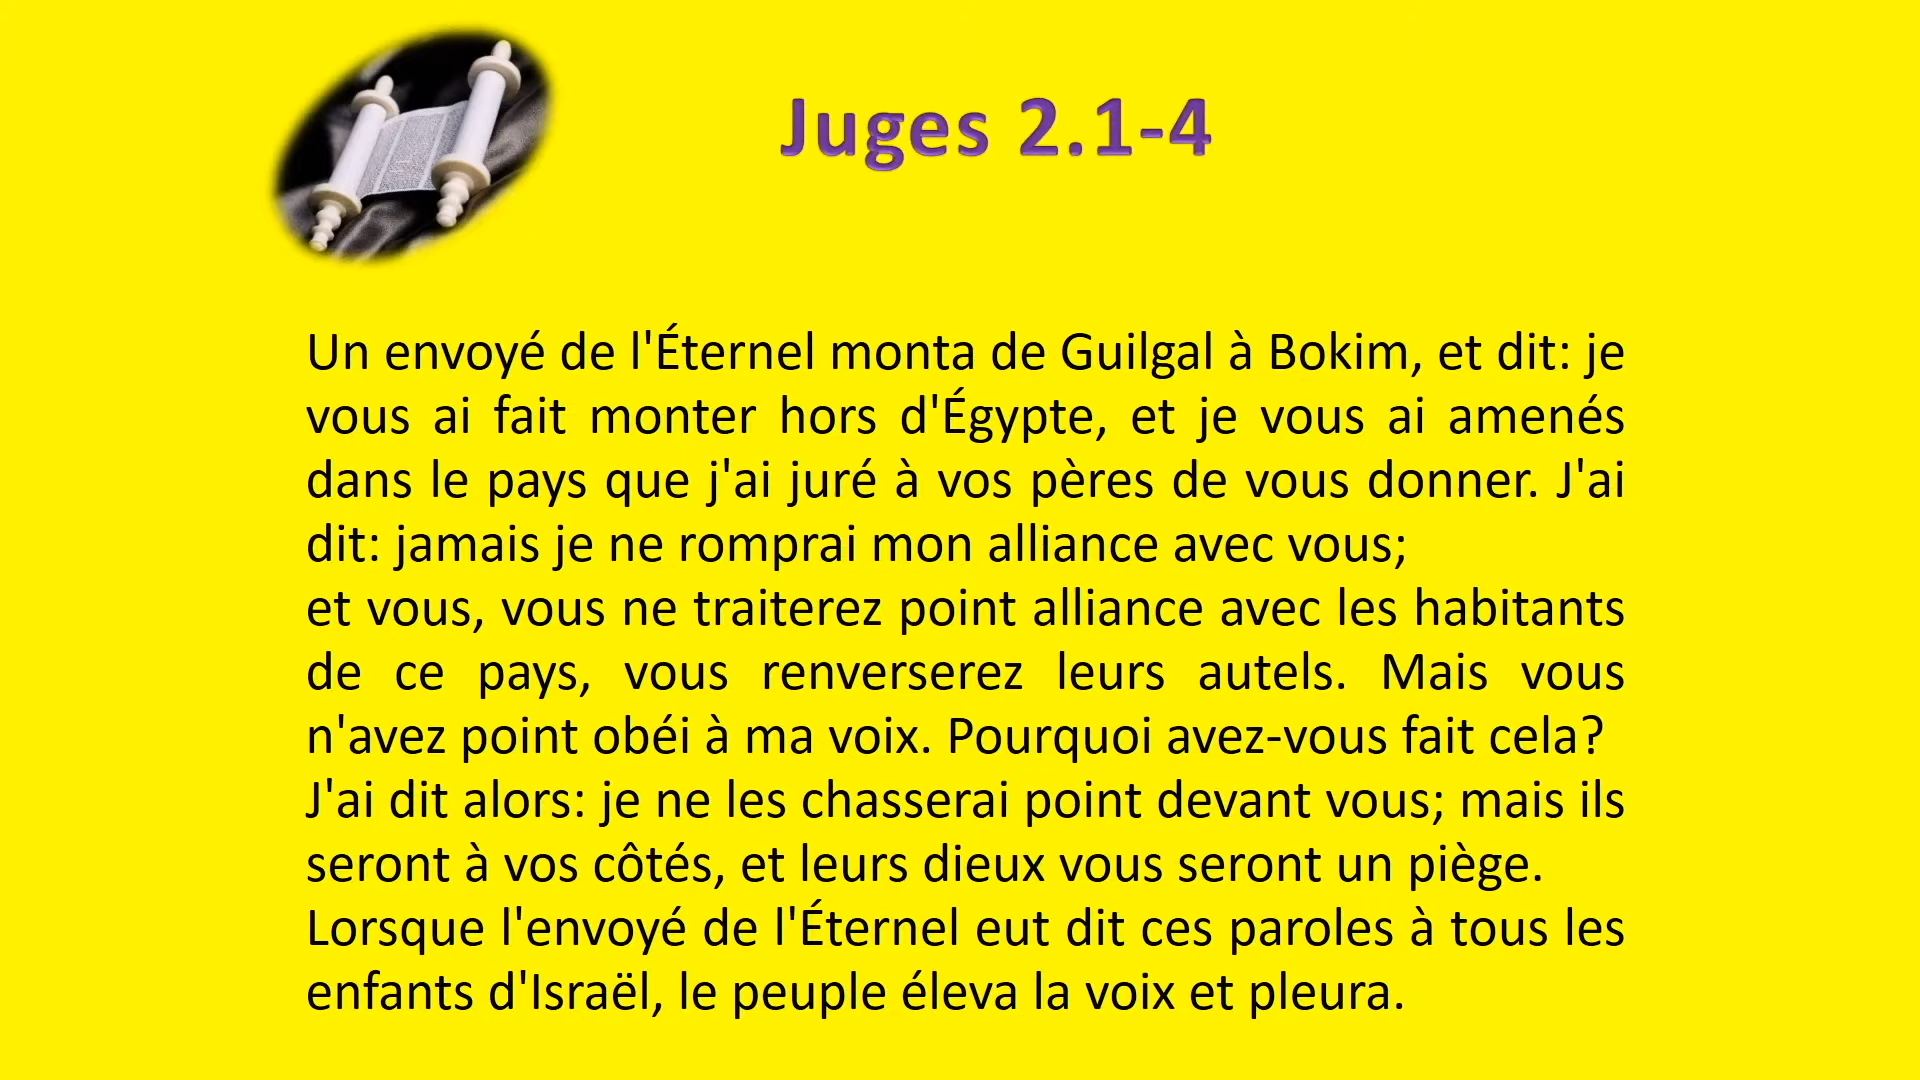 Juges 2.1-4
Un envoyé de l'Éternel monta de Guilgal à Bokim, et dit: je
vous ai fait monter hors d'Égypte, et je vous ai amenés
dans le pays que j'ai juré à vos pères de vous donner. J'ai
dit: jamais je ne romprai mon alliance avec vous;
et vous, vous ne traiterez point alliance avec les habitants
de ce pays, vous renverserez leurs autels. Mais vous
n'avez point obéi à ma voix. Pourquoi avez-vous fait cela?
J'ai dit alors: je ne les chasserai point devant vous; mais ils
seront à vos côtés, et leurs dieux vous seront un piège.
Lorsque l'envoyé de l'Éternel eut dit ces paroles à tous les
enfants d'Israël, le peuple éleva la voix et pleura.